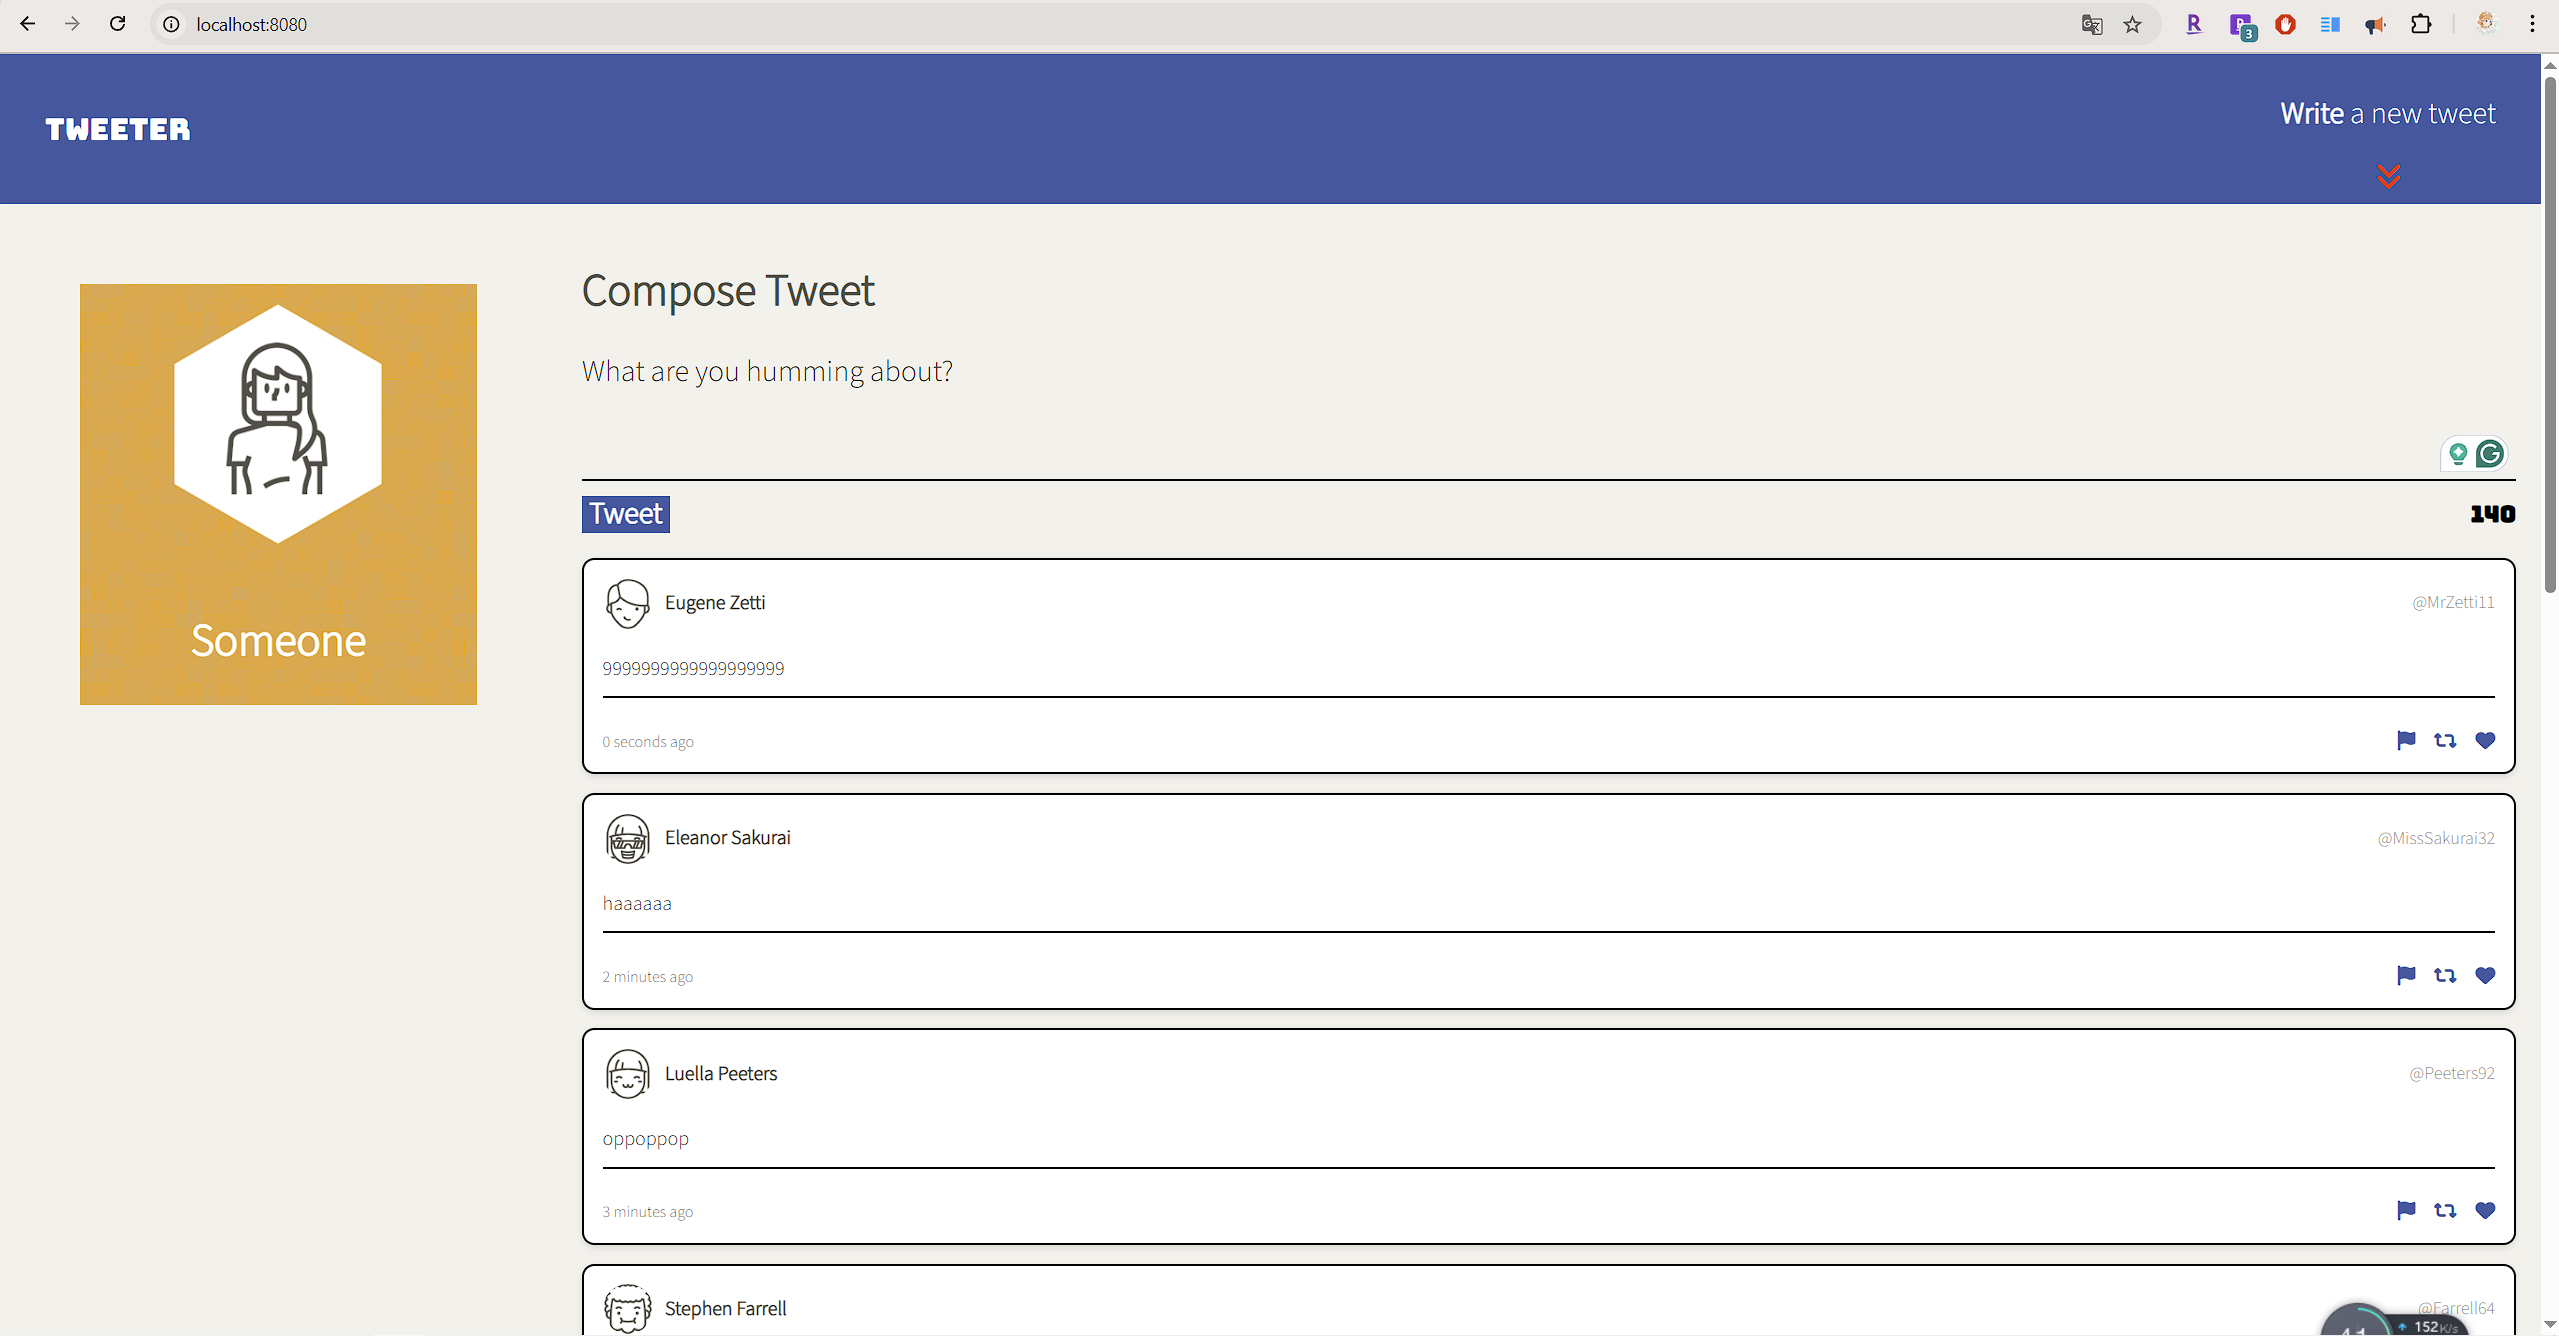 localhost:8080
3
TWEETER
Write a new tweet
Compose Tweet
What are you humming about?
Someone
Tweet
140
Eugene Zetti
@MrZetti11
9999999999999999999
0 seconds ago
Eleanor Sakurai
@MissSakurai32
haaaaaa
2 minutes ago
Luella Peeters
@Peeters92
oppoppop
3 minutes ago
Stephen Farrell
@Farrell64
152K/s